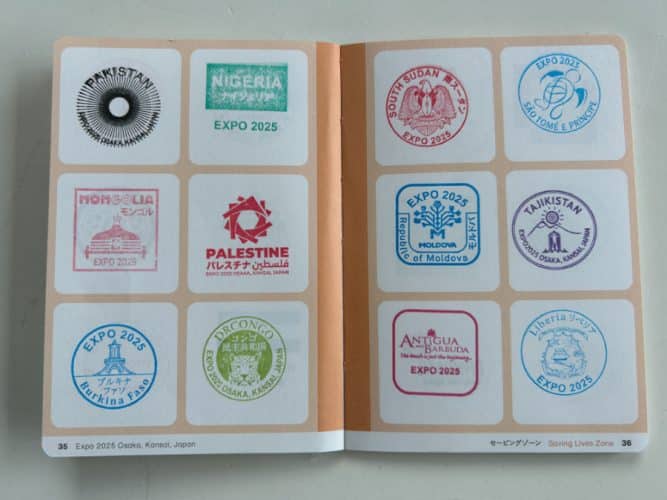 PAKISTAN
EXPO 2025 OSAKA, KANSAI, JAPAN
NIGERIA
ナイジェリア
EXPO 2025
MONGOLIA
モンゴル
EXPO 2025
PALESTINE
パレスチナ فلسطين
EXPO 2025 OSAKA, KANSAI, JAPAN
EXPO 2025
ブルキナ
ファソ
Burkina Faso
DRCONGO
コンゴ
民主共和国
EXPO 2025 OSAKA, KANSAI, JAPAN
35 Expo 2025 Osaka, Kansai, Japan
SOUTH SUDAN 南スーダン
EXPO 2025
EXPO 2025
SÃO TOMÉ E PRÍNCIPE
EXPO 2025
MOLDOVA
モルドバ
Republic of Moldova
TAJIKISTAN
EXPO2025 OSAKA, KANSAI, JAPAN
ANTIGUA
AND BARBUDA
The beach is just the beginning...
EXPO 2025
Liberia リベリア
EXPO 2025
セービングゾーン Saving Lives Zone 36